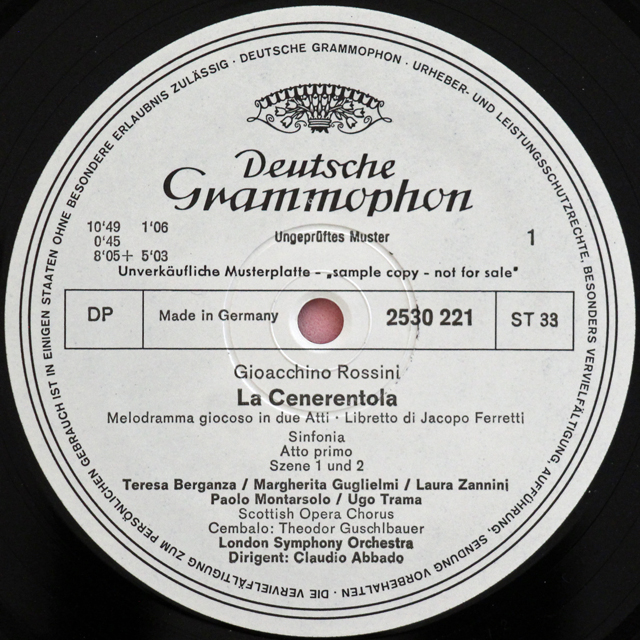 DEUTSCHE GRAMMOPHON · URHEBER- UND LEISTUNGSSCHUTZRECHTE, BESONDERS VERVIELFÄLTIGUNG, AUFFÜHRUNG, SENDUNG VORBEHALTEN · DIE VERVIELFÄLTIGUNG ZUM PERSÖNLICHEN GEBRAUCH IST IN EINIGEN STAATEN OHNE BESONDERE ERLAUBNIS ZULÄSSIG ·
Deutsche
Grammophon
10'49 1'06
0'45
8'05+ 5'03
Ungeprüftes Muster
1
Unverkäufliche Musterplatte – „sample copy - not for sale"
DP Made in Germany 2530 221 ST 33
Gioacchino Rossini
La Cenerentola
Melodramma giocoso in due Atti · Libretto di Jacopo Ferretti
Sinfonia
Atto primo
Szene 1 und 2
Teresa Berganza / Margherita Guglielmi / Laura Zannini
Paolo Montarsolo / Ugo Trama
Scottish Opera Chorus
Cembalo: Theodor Guschlbauer
London Symphony Orchestra
Dirigent: Claudio Abbado